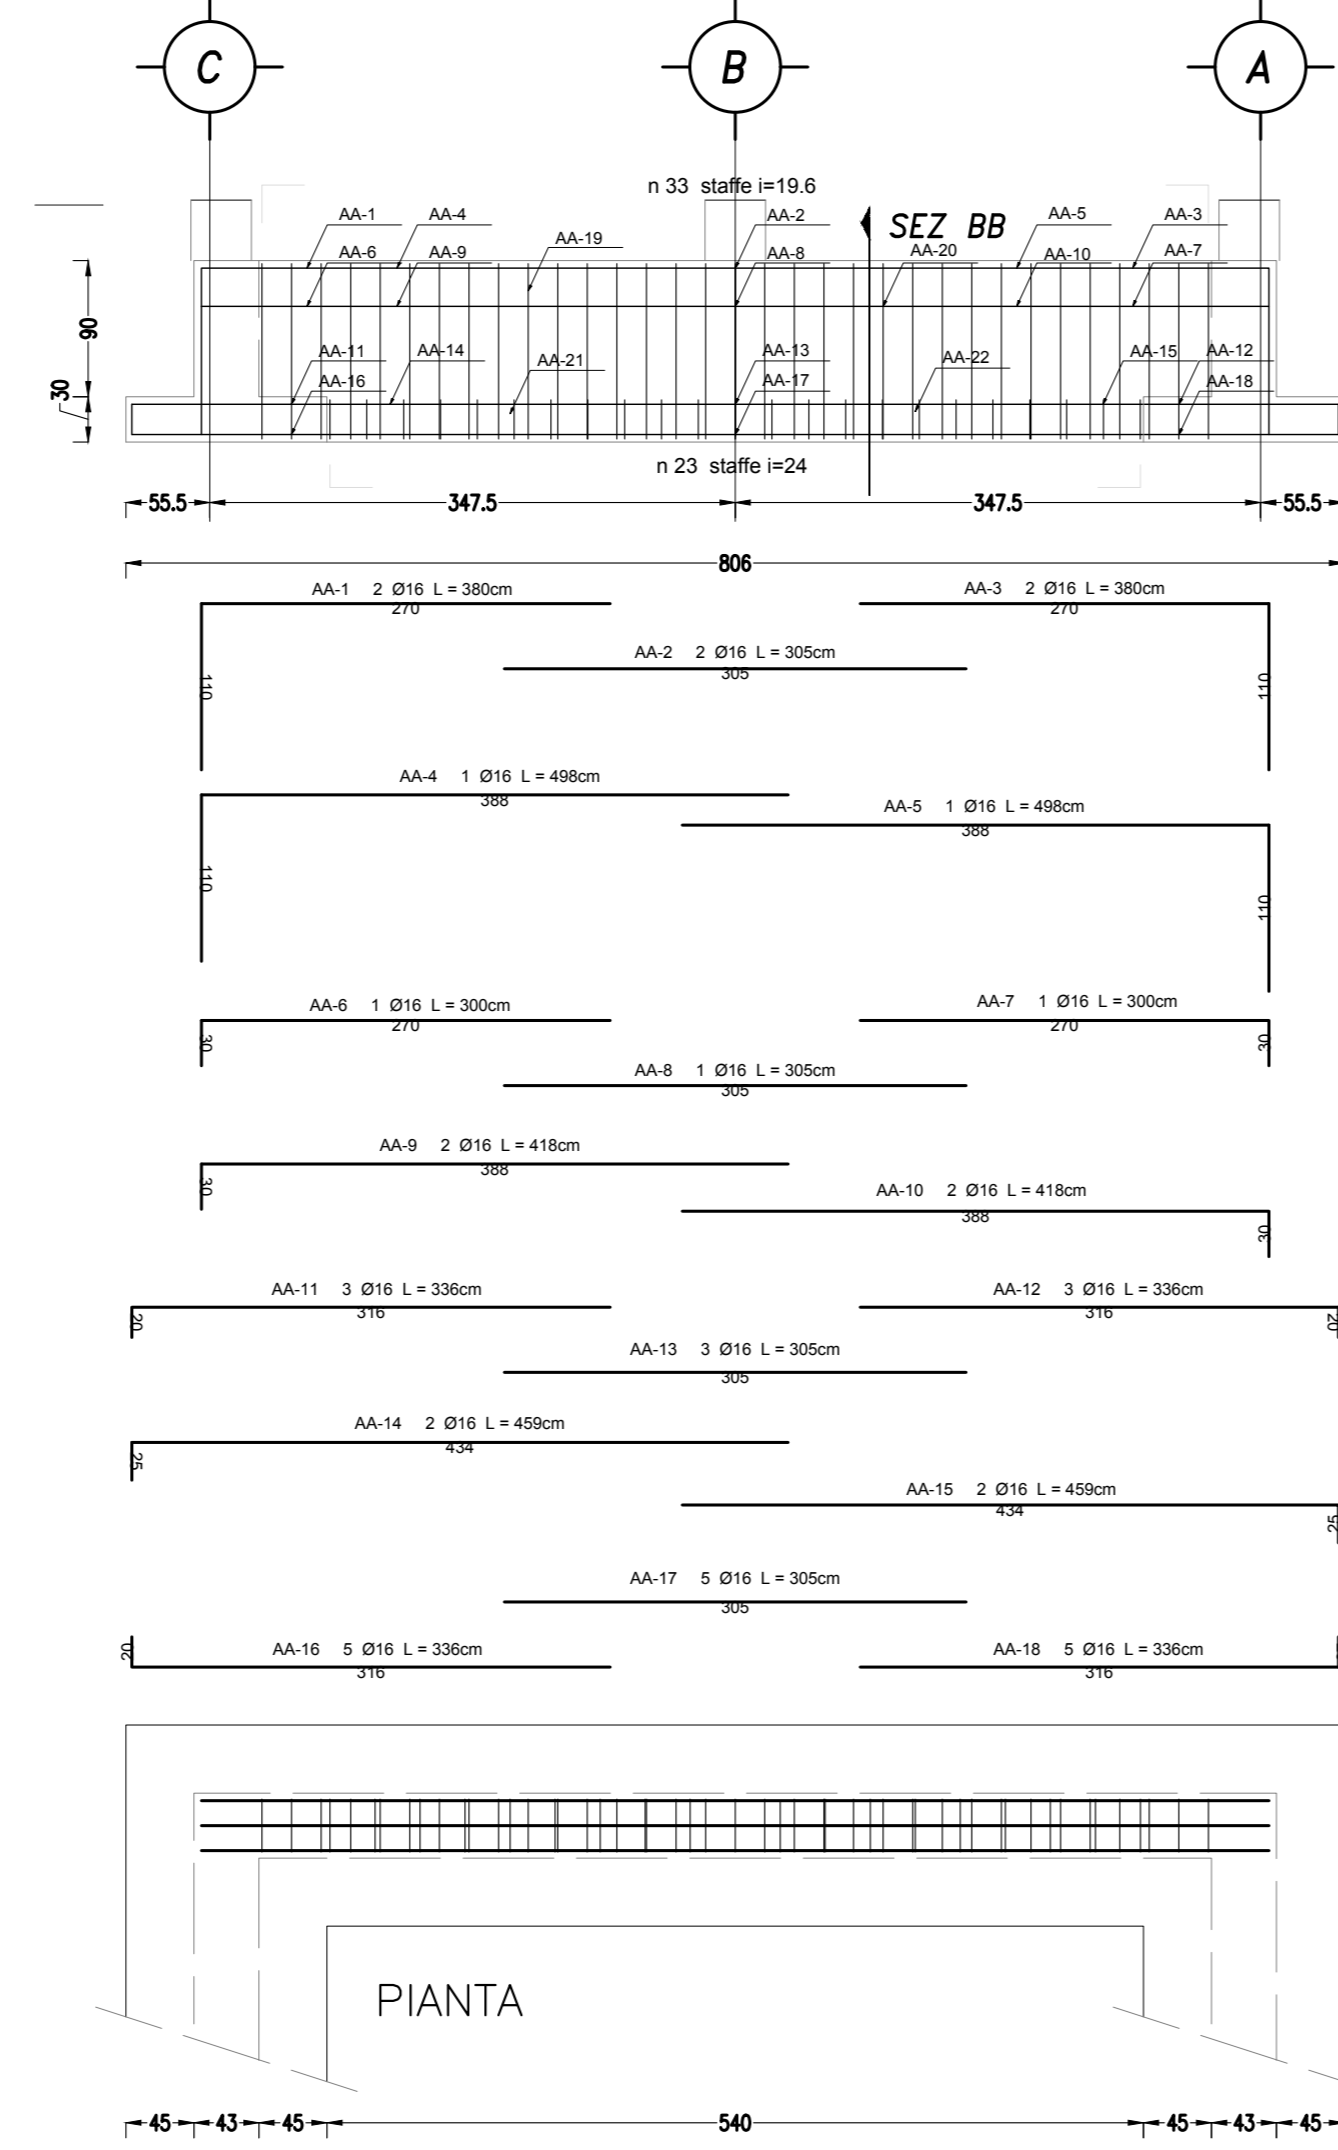 C B A
n 33 staffe i=19.6
AA-1 AA-4 AA-2 SEZ BB AA-5 AA-3
AA-6 AA-9 AA-19 AA-8 AA-20 AA-10 AA-7
90
AA-11 AA-14 AA-21 AA-13 AA-22 AA-15 AA-12
30
AA-16 AA-17 AA-18
n 23 staffe i=24
55.5 347.5 347.5 55.5
806
AA-1 2 Ø16 L = 380cm
270
110
AA-3 2 Ø16 L = 380cm
270
110
AA-2 2 Ø16 L = 305cm
305
AA-4 1 Ø16 L = 498cm
388
110
AA-5 1 Ø16 L = 498cm
388
110
AA-6 1 Ø16 L = 300cm
270
30
AA-7 1 Ø16 L = 300cm
270
30
AA-8 1 Ø16 L = 305cm
305
AA-9 2 Ø16 L = 418cm
388
30
AA-10 2 Ø16 L = 418cm
388
30
AA-11 3 Ø16 L = 336cm
316
20
AA-12 3 Ø16 L = 336cm
316
20
AA-13 3 Ø16 L = 305cm
305
AA-14 2 Ø16 L = 459cm
434
25
AA-15 2 Ø16 L = 459cm
434
25
AA-17 5 Ø16 L = 305cm
305
AA-16 5 Ø16 L = 336cm
316
20
AA-18 5 Ø16 L = 336cm
316
PIANTA
45 43 45 540 45 43 45